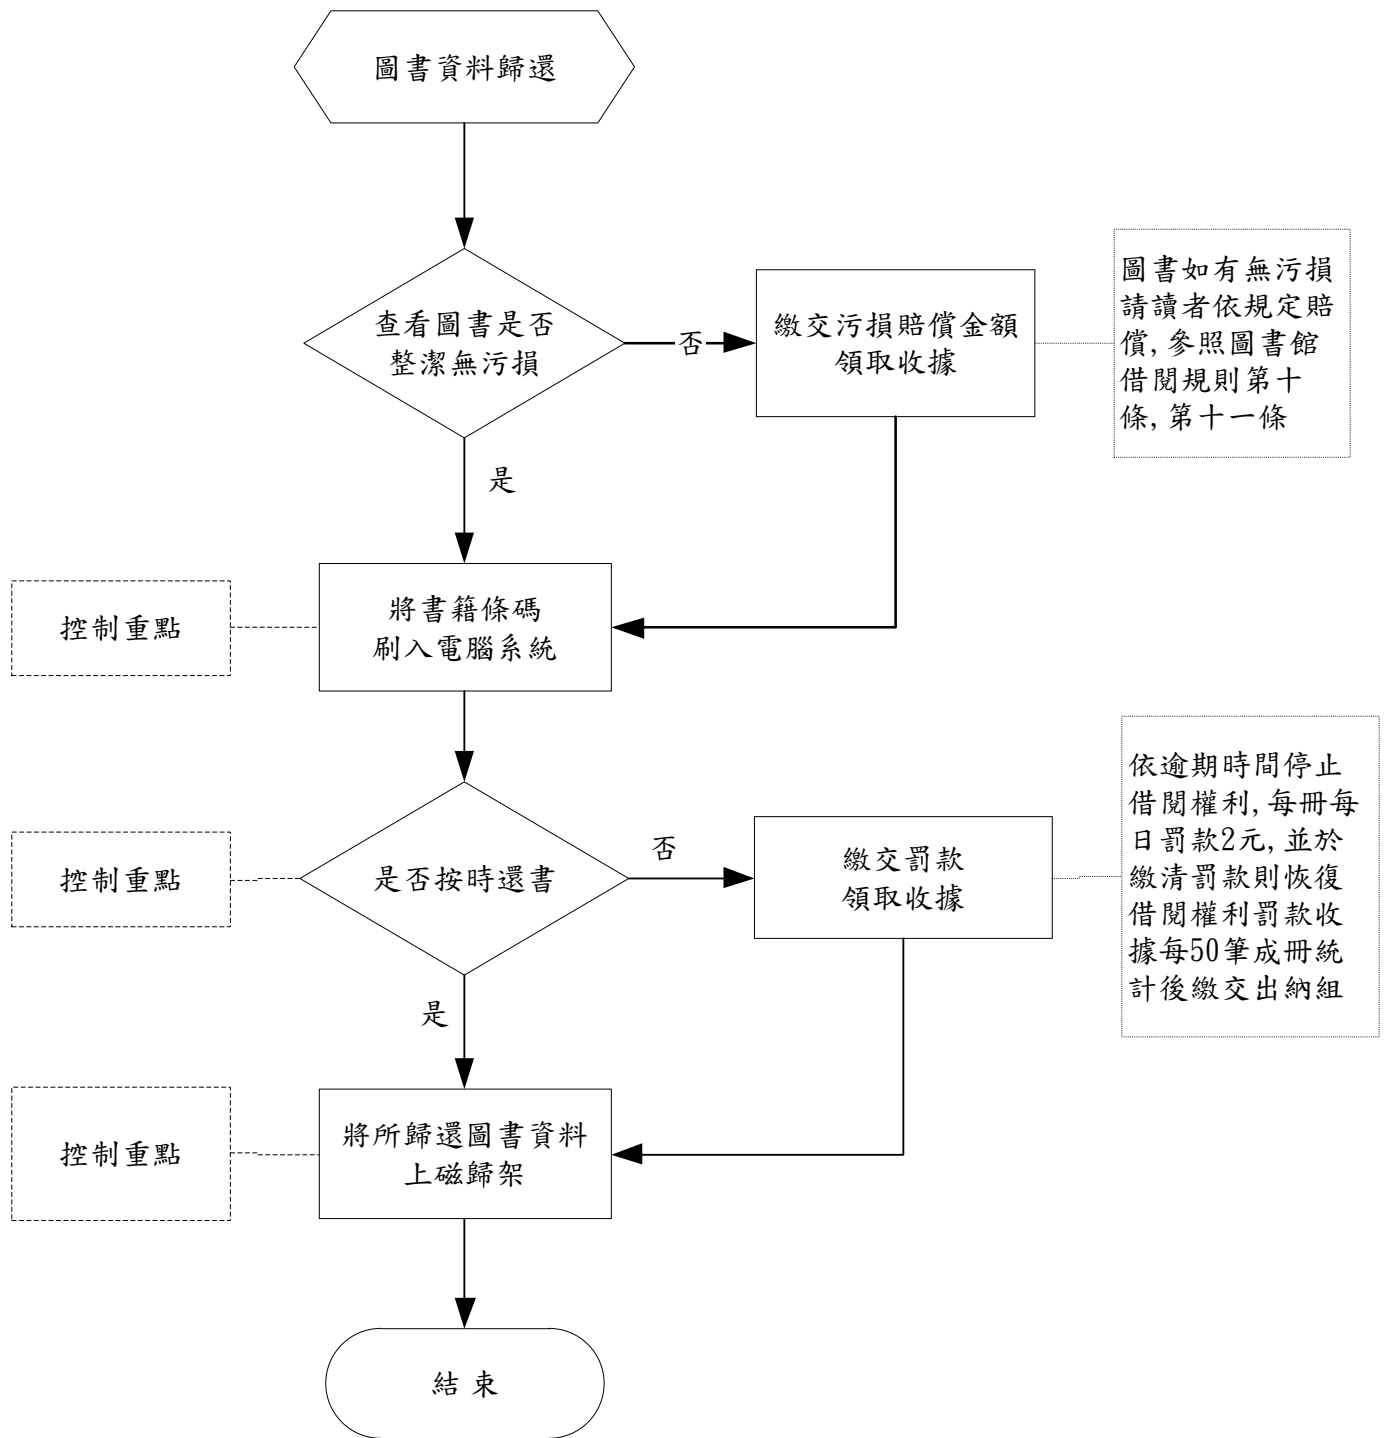 圖書資料歸還
查看圖書是否
整潔無污損
否
繳交污損賠償金額
領取收據
圖書如有無污損
請讀者依規定賠
償,參照圖書館
借閱規則第十
條,第十一條
是
控制重點
將書籍條碼
刷入電腦系統
控制重點
是否按時還書
否
繳交罰款
領取收據
依逾期時間停止
借閱權利,每冊每
日罰款2元,並於
繳清罰款則恢復
借閱權利罰款收
據每50筆成冊統
計後繳交出納組
是
控制重點
將所歸還圖書資料
上磁歸架
結 束